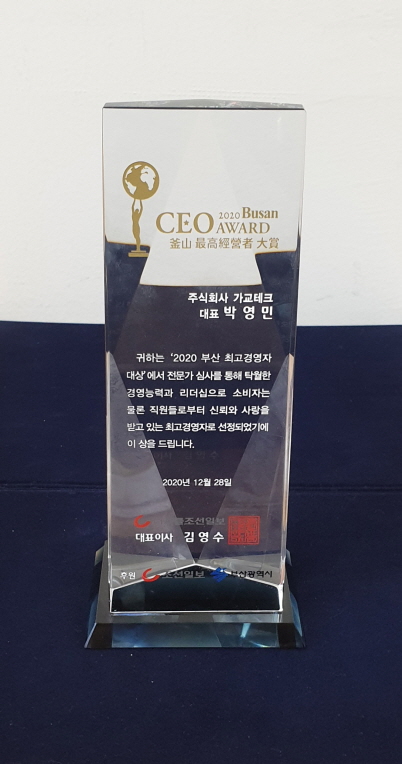 CEO 2020 Busan
AWARD
釜山 最高經營者 大賞
주식회사 가교테크
대표 박영민
귀하는 '2020 부산 최고경영자
대상'에서 전문가 심사를 통해 탁월한
경영능력과 리더십으로 소비자는
물론 직원들로부터 신뢰와 사랑을
받고 있는 최고경영자로 선정되었기에
이 상을 드립니다.
2020년 12월 28일
조선일보
대표이사 김영수
후원 조선일보 부산광역시